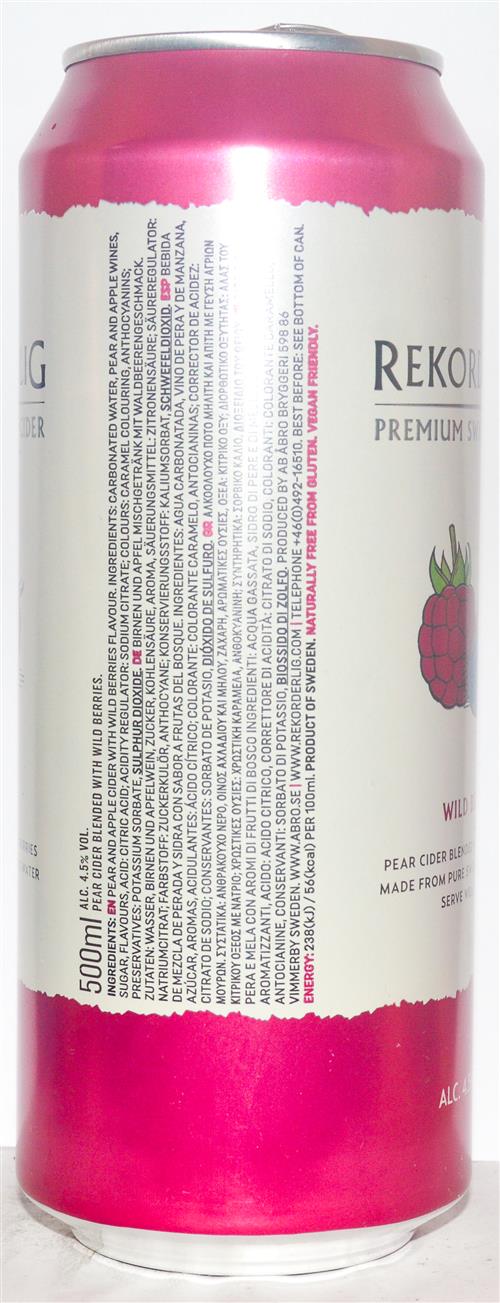 500ml ALC. 4.5% VOL.
PEAR CIDER BLENDED WITH WILD BERRIES.
INGREDIENTS: EN PEAR AND APPLE CIDER WITH WILD BERRIES FLAVOUR. INGREDIENTS: CARBONATED WATER, PEAR AND APPLE WINES,
SUGAR, FLAVOURS, ACID: CITRIC ACID; ACIDITY REGULATOR: SODIUM CITRATE; COLOURS: CARAMEL COLOURING, ANTHOCYANINS;
PRESERVATIVES: POTASSIUM SORBATE, SULPHUR DIOXIDE. DE BIRNEN UND APFEL MISCHGETRÄNK MIT WALDBEERENGESCHMACK.
ZUTATEN: WASSER, BIRNEN UND APFELWEIN, ZUCKER, KOHLENSÄURE, AROMA, SÄUERUNGSMITTEL: ZITRONENSÄURE; SÄUREREGULATOR:
NATRIUMCITRAT; FARBSTOFF: ZUCKERKULÖR, ANTHOCYANE; KONSERVIERUNGSSTOFF: KALIUMSORBAT, SCHWEFELDIOXID. ESP BEBIDA
DE MEZCLA DE PERADA Y SIDRA CON SABOR A FRUTAS DEL BOSQUE. INGREDIENTES: AGUA CARBONATADA, VINO DE PERA Y DE MANZANA,
AZÚCAR, AROMAS, ACIDULANTES: ÁCIDO CÍTRICO; COLORANTE: COLORANTE CARAMELO, ANTOCIANINAS; CORRECTOR DE ACIDEZ:
CITRATO DE SODIO; CONSERVANTES: SORBATO DE POTASIO, DIÓXIDO DE SULFURO. GR ΑΛΚΟΟΛΟΥΧΟ ΠΟΤΟ ΜΗΛΙΤΗ ΚΑΙ ΑΠΙΤΗ ΜΕ ΓΕΥΣΗ ΑΓΡΙΩΝ
ΜΟΥΡΩΝ. ΣΥΣΤΑΤΙΚΑ: ΑΝΘΡΑΚΟΥΧΟ ΝΕΡΟ, ΟΙΝΟΣ ΑΧΛΑΔΙΟΥ ΚΑΙ ΜΗΛΟΥ, ΖΑΧΑΡΗ, ΑΡΩΜΑΤΙΚΕΣ ΟΥΣΙΕΣ, ΟΞΕΑ: ΚΙΤΡΙΚΟ ΟΞΥ; ΔΙΟΡΘΩΤΙΚΟ ΟΞΥΤΗΤΑΣ: ΑΛΑΣ ΤΟΥ
ΚΙΤΡΙΚΟΥ ΟΞΕΟΣ ΜΕ ΝΑΤΡΙΟ; ΧΡΩΣΤΙΚΕΣ ΟΥΣΙΕΣ: ΧΡΩΣΤΙΚΗ ΚΑΡΑΜΕΛΑ, ΑΝΘΟΚΥΑΝΙΝΗ; ΣΥΝΤΗΡΗΤΙΚΑ: ΣΟΡΒΙΚΟ ΚΑΛΙΟ, ΔΙΟΞΕΙΔΙΟ ΤΟΥ
PERA E MELA CON AROMI DI FRUTTI DI BOSCO INGREDIENTI: ACQUA GASSATA, SIDRO DI PERE E DI
AROMATIZZANTI, ACIDO: ACIDO CITRICO, CORRETTORE DI ACIDITÀ: CITRATO DI SODIO, COLORANTI: COLORANTE CARAMELLO,
ANTOCIANINE, CONSERVANTI: SORBATO DI POTASSIO, BIOSSIDO DI ZOLFO. PRODUCED BY AB ÅBRO BRYGGERI 598 86
VIMMERBY SWEDEN. WWW.ABRO.SE | WWW.REKORDERLIG.COM | TELEPHONE +46(0)492-16510. BEST BEFORE: SEE BOTTOM OF CAN.
ENERGY: 238(kJ) / 56(kcal) PER 100ml. PRODUCT OF SWEDEN. NATURALLY FREE FROM GLUTEN. VEGAN FRIENDLY.
LIG
CIDER
WATER
REKOR
PREMIUM SW
WILD
PEAR CIDER BLENDE
MADE FROM PURE
SERVE
ALC. 4.